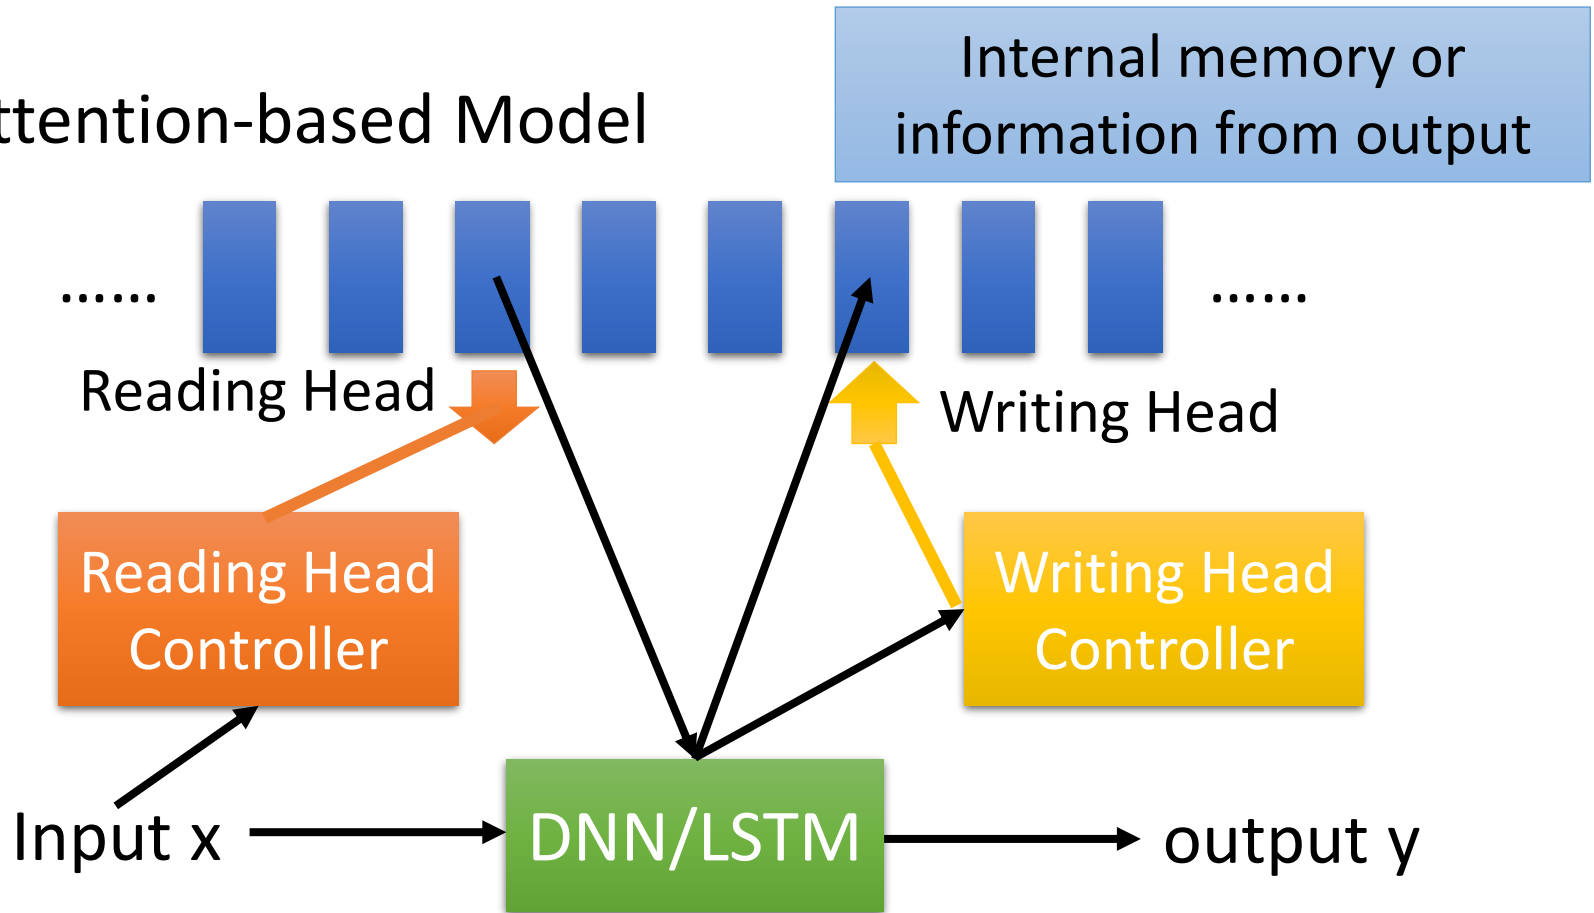 Internal memory or
information from output
ttention-based Model
……
……
Reading Head
Writing Head
Reading Head
Controller
Writing Head
Controller
Input x
DNN/LSTM
output y